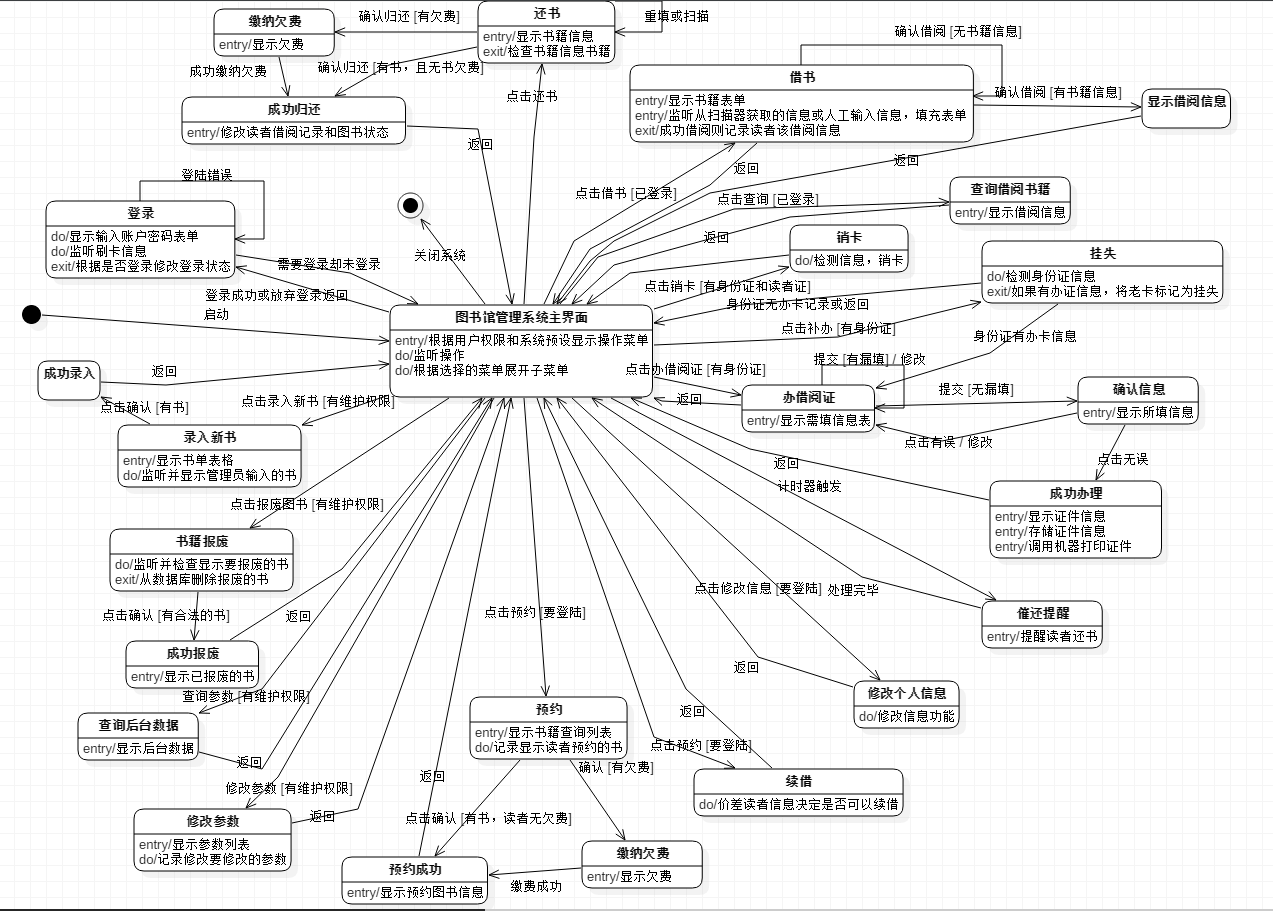 缴纳欠费
entry/显示欠费
确认归还 [有欠费]
还书
entry/显示书籍信息
exit/检查书籍信息书籍
重填或扫描
成功缴纳欠费
确认归还 [有书，且无书欠费]
成功归还
entry/修改读者借阅记录和图书状态
返回
点击还书
确认借阅 [无书籍信息]
借书
entry/显示书籍表单
entry/监听从扫描器获取的信息或人工输入信息，填充表单
exit/成功借阅则记录读者该借阅信息
确认借阅 [有书籍信息]
显示借阅信息
返回
返回
点击借书 [已登录]
点击查询 [已登录]
查询借阅书籍
entry/显示借阅信息
返回
登陆错误
登录
do/显示输入账户密码表单
do/监听刷卡信息
exit/根据是否登录修改登录状态
需要登录却未登录
登录成功或放弃登录返回
关闭系统
启动
销卡
do/检测信息，销卡
点击销卡 [有身份证和读者证]
身份证无办卡记录或返回
挂失
do/检测身份证信息
exit/如果有办证信息，将老卡标记为挂失
点击补办 [有身份证]
身份证有办卡信息
图书馆管理系统主界面
entry/根据用户权限和系统预设显示操作菜单
do/监听操作
do/根据选择的菜单展开子菜单
成功录入
返回
点击确认 [有书]
点击录入新书 [有维护权限]
录入新书
entry/显示书单表格
do/监听并显示管理员输入的书
点击办借阅证 [有身份证]
返回
提交 [有漏填] / 修改
办借阅证
entry/显示需填信息表
提交 [无漏填]
确认信息
entry/显示所填信息
点击有误 / 修改
点击无误
返回
成功办理
entry/显示证件信息
entry/存储证件信息
entry/调用机器打印证件
计时器触发
点击报废图书 [有维护权限]
书籍报废
do/监听并检查显示要报废的书
exit/从数据库删除报废的书
点击确认 [有合法的书]
返回
成功报废
entry/显示已报废的书
查询参数 [有维护权限]
查询后台数据
entry/显示后台数据
返回
修改参数 [有维护权限]
修改参数
entry/显示参数列表
do/记录修改要修改的参数
返回
点击预约 [要登陆]
点击修改信息 [要登陆]
处理完毕
催还提醒
entry/提醒读者还书
返回
修改个人信息
do/修改信息功能
预约
entry/显示书籍查询列表
do/记录显示读者预约的书
返回
点击预约 [要登陆]
续借
do/价差读者信息决定是否可以续借
返回
确认 [有欠费]
点击确认 [有书，读者无欠费]
缴纳欠费
entry/显示欠费
预约成功
entry/显示预约图书信息
缴费成功